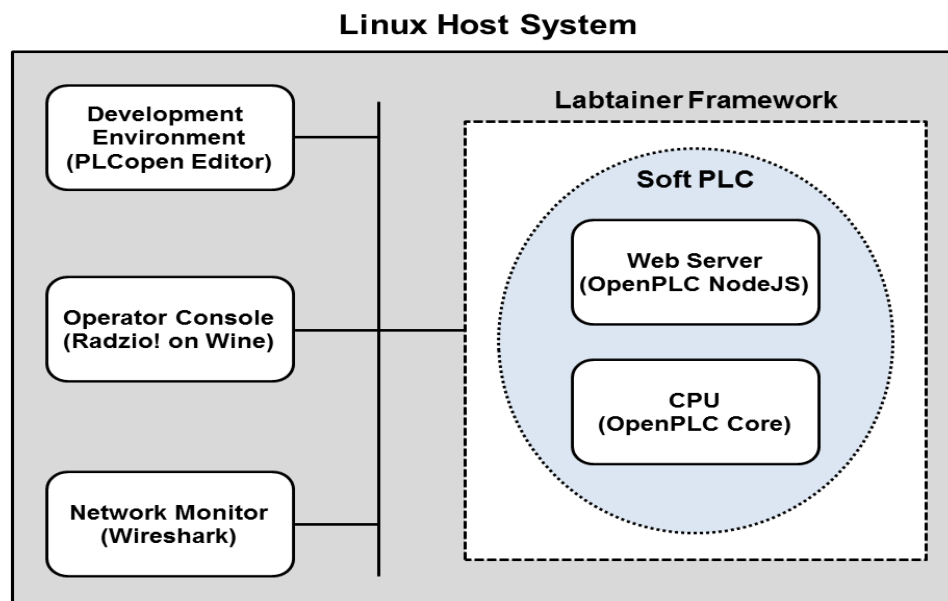 Linux Host System
Development
Environment
(PLCopen Editor)
Operator Console
(Radzio! on Wine)
Network Monitor
(Wireshark)
Labtainer Framework
Soft PLC
Web Server
(OpenPLC NodeJS)
CPU
(OpenPLC Core)